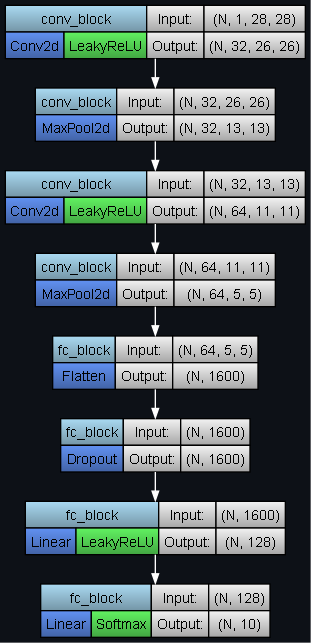 conv_block Input: (N, 1, 28, 28)
Conv2d LeakyReLU Output: (N, 32, 26, 26)
conv_block Input: (N, 32, 26, 26)
MaxPool2d Output: (N, 32, 13, 13)
conv_block Input: (N, 32, 13, 13)
Conv2d LeakyReLU Output: (N, 64, 11, 11)
conv_block Input: (N, 64, 11, 11)
MaxPool2d Output: (N, 64, 5, 5)
fc_block Input: (N, 64, 5, 5)
Flatten Output: (N, 1600)
fc_block Input: (N, 1600)
Dropout Output: (N, 1600)
fc_block Input: (N, 1600)
Linear LeakyReLU Output: (N, 128)
fc_block Input: (N, 128)
Linear Softmax Output: (N, 10)